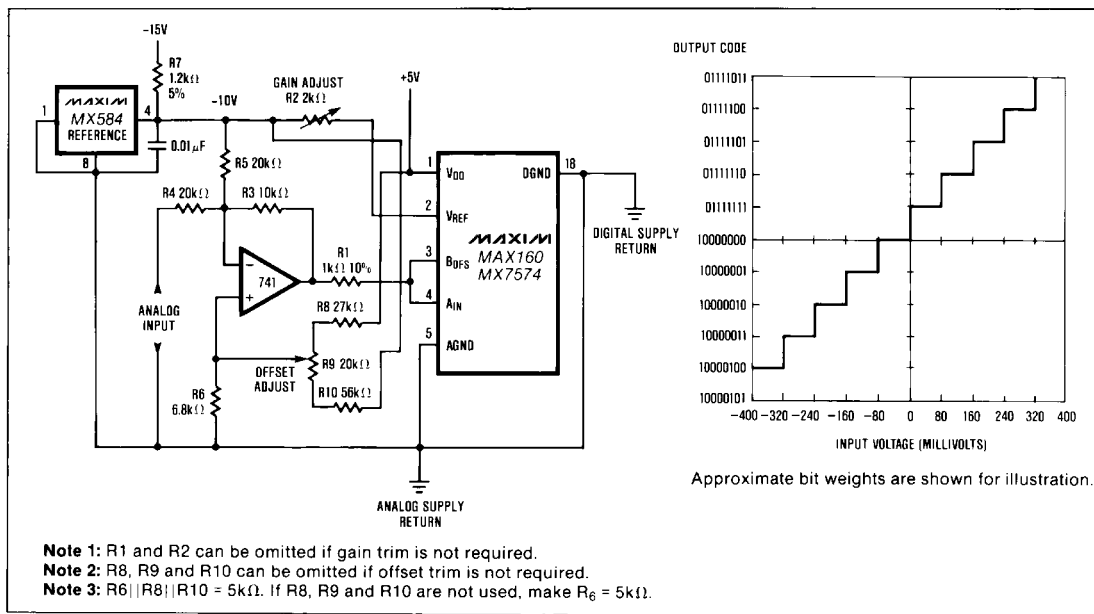 -15V
R7
1.2kΩ
5%
MAXIM
MX584
REFERENCE
1
4
8
0.01μF
-10V
GAIN ADJUST
R2 2kΩ
+5V
R5 20kΩ
R4 20kΩ
R3 10kΩ
741
−
+
R1
1kΩ 10%
ANALOG
INPUT
R8 27kΩ
R9 20kΩ
R10 56kΩ
OFFSET
ADJUST
R6
6.8kΩ
1
VDD
DGND
18
2
VREF
MAXIM
MAX160
MX7574
3
BOFS
4
AIN
5
AGND
DIGITAL SUPPLY
RETURN
ANALOG SUPPLY
RETURN
OUTPUT CODE
01111011
01111100
01111101
01111110
01111111
10000000
10000001
10000010
10000011
10000100
10000101
-400 -320 -240 -160 -80 0 80 160 240 320 400
INPUT VOLTAGE (MILLIVOLTS)
Approximate bit weights are shown for illustration.
Note 1: R1 and R2 can be omitted if gain trim is not required.
Note 2: R8, R9 and R10 can be omitted if offset trim is not required.
Note 3: R6||R8||R10 = 5kΩ. If R8, R9 and R10 are not used, make R6 = 5kΩ.